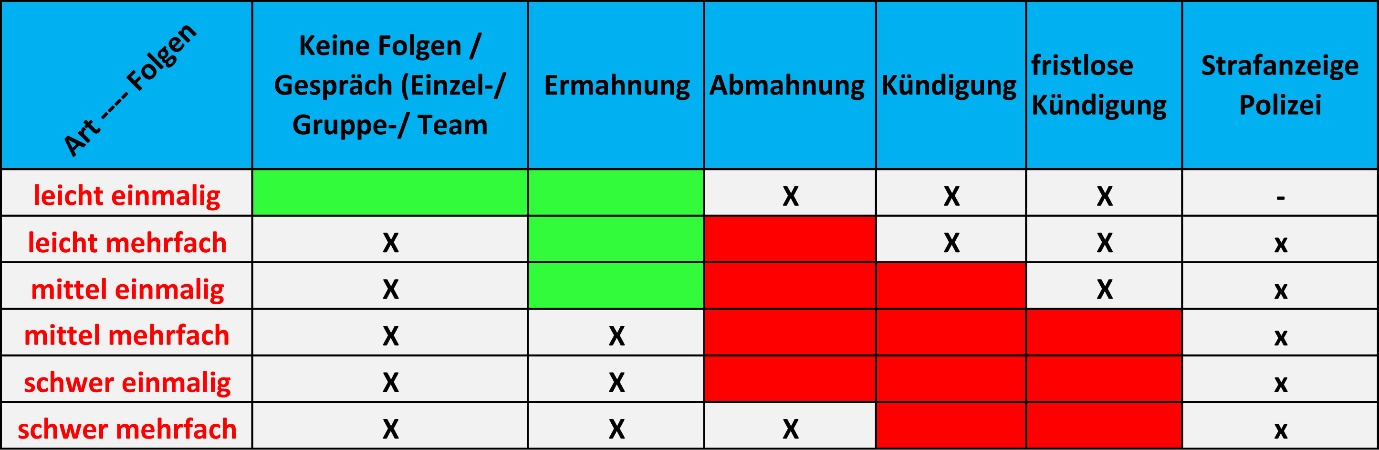 Art ---- Folgen
Keine Folgen /
Gespräch (Einzel-/
Gruppe-/ Team
Ermahnung
Abmahnung
Kündigung
fristlose
Kündigung
Strafanzeige
Polizei
leicht einmalig X X X -
leicht mehrfach X X X x
mittel einmalig X X x
mittel mehrfach X X x
schwer einmalig X X x
schwer mehrfach X X X x